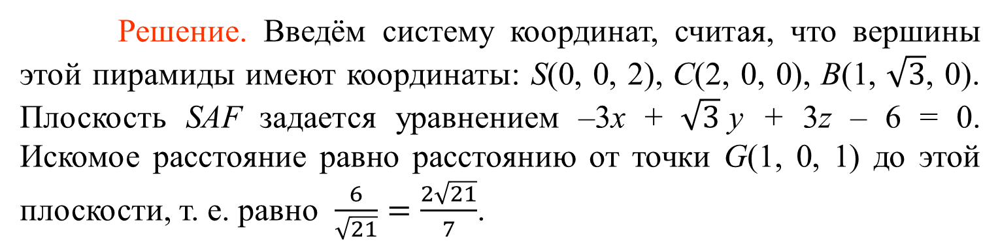 Решение. Введём систему координат, считая, что вершины
этой пирамиды имеют координаты: S(0, 0, 2), C(2, 0, 0), B(1, √3, 0).
Плоскость SAF задается уравнением –3x + √3 y + 3z – 6 = 0.
Искомое расстояние равно расстоянию от точки G(1, 0, 1) до этой
плоскости, т. е. равно 6/√21 = 2√21/7.